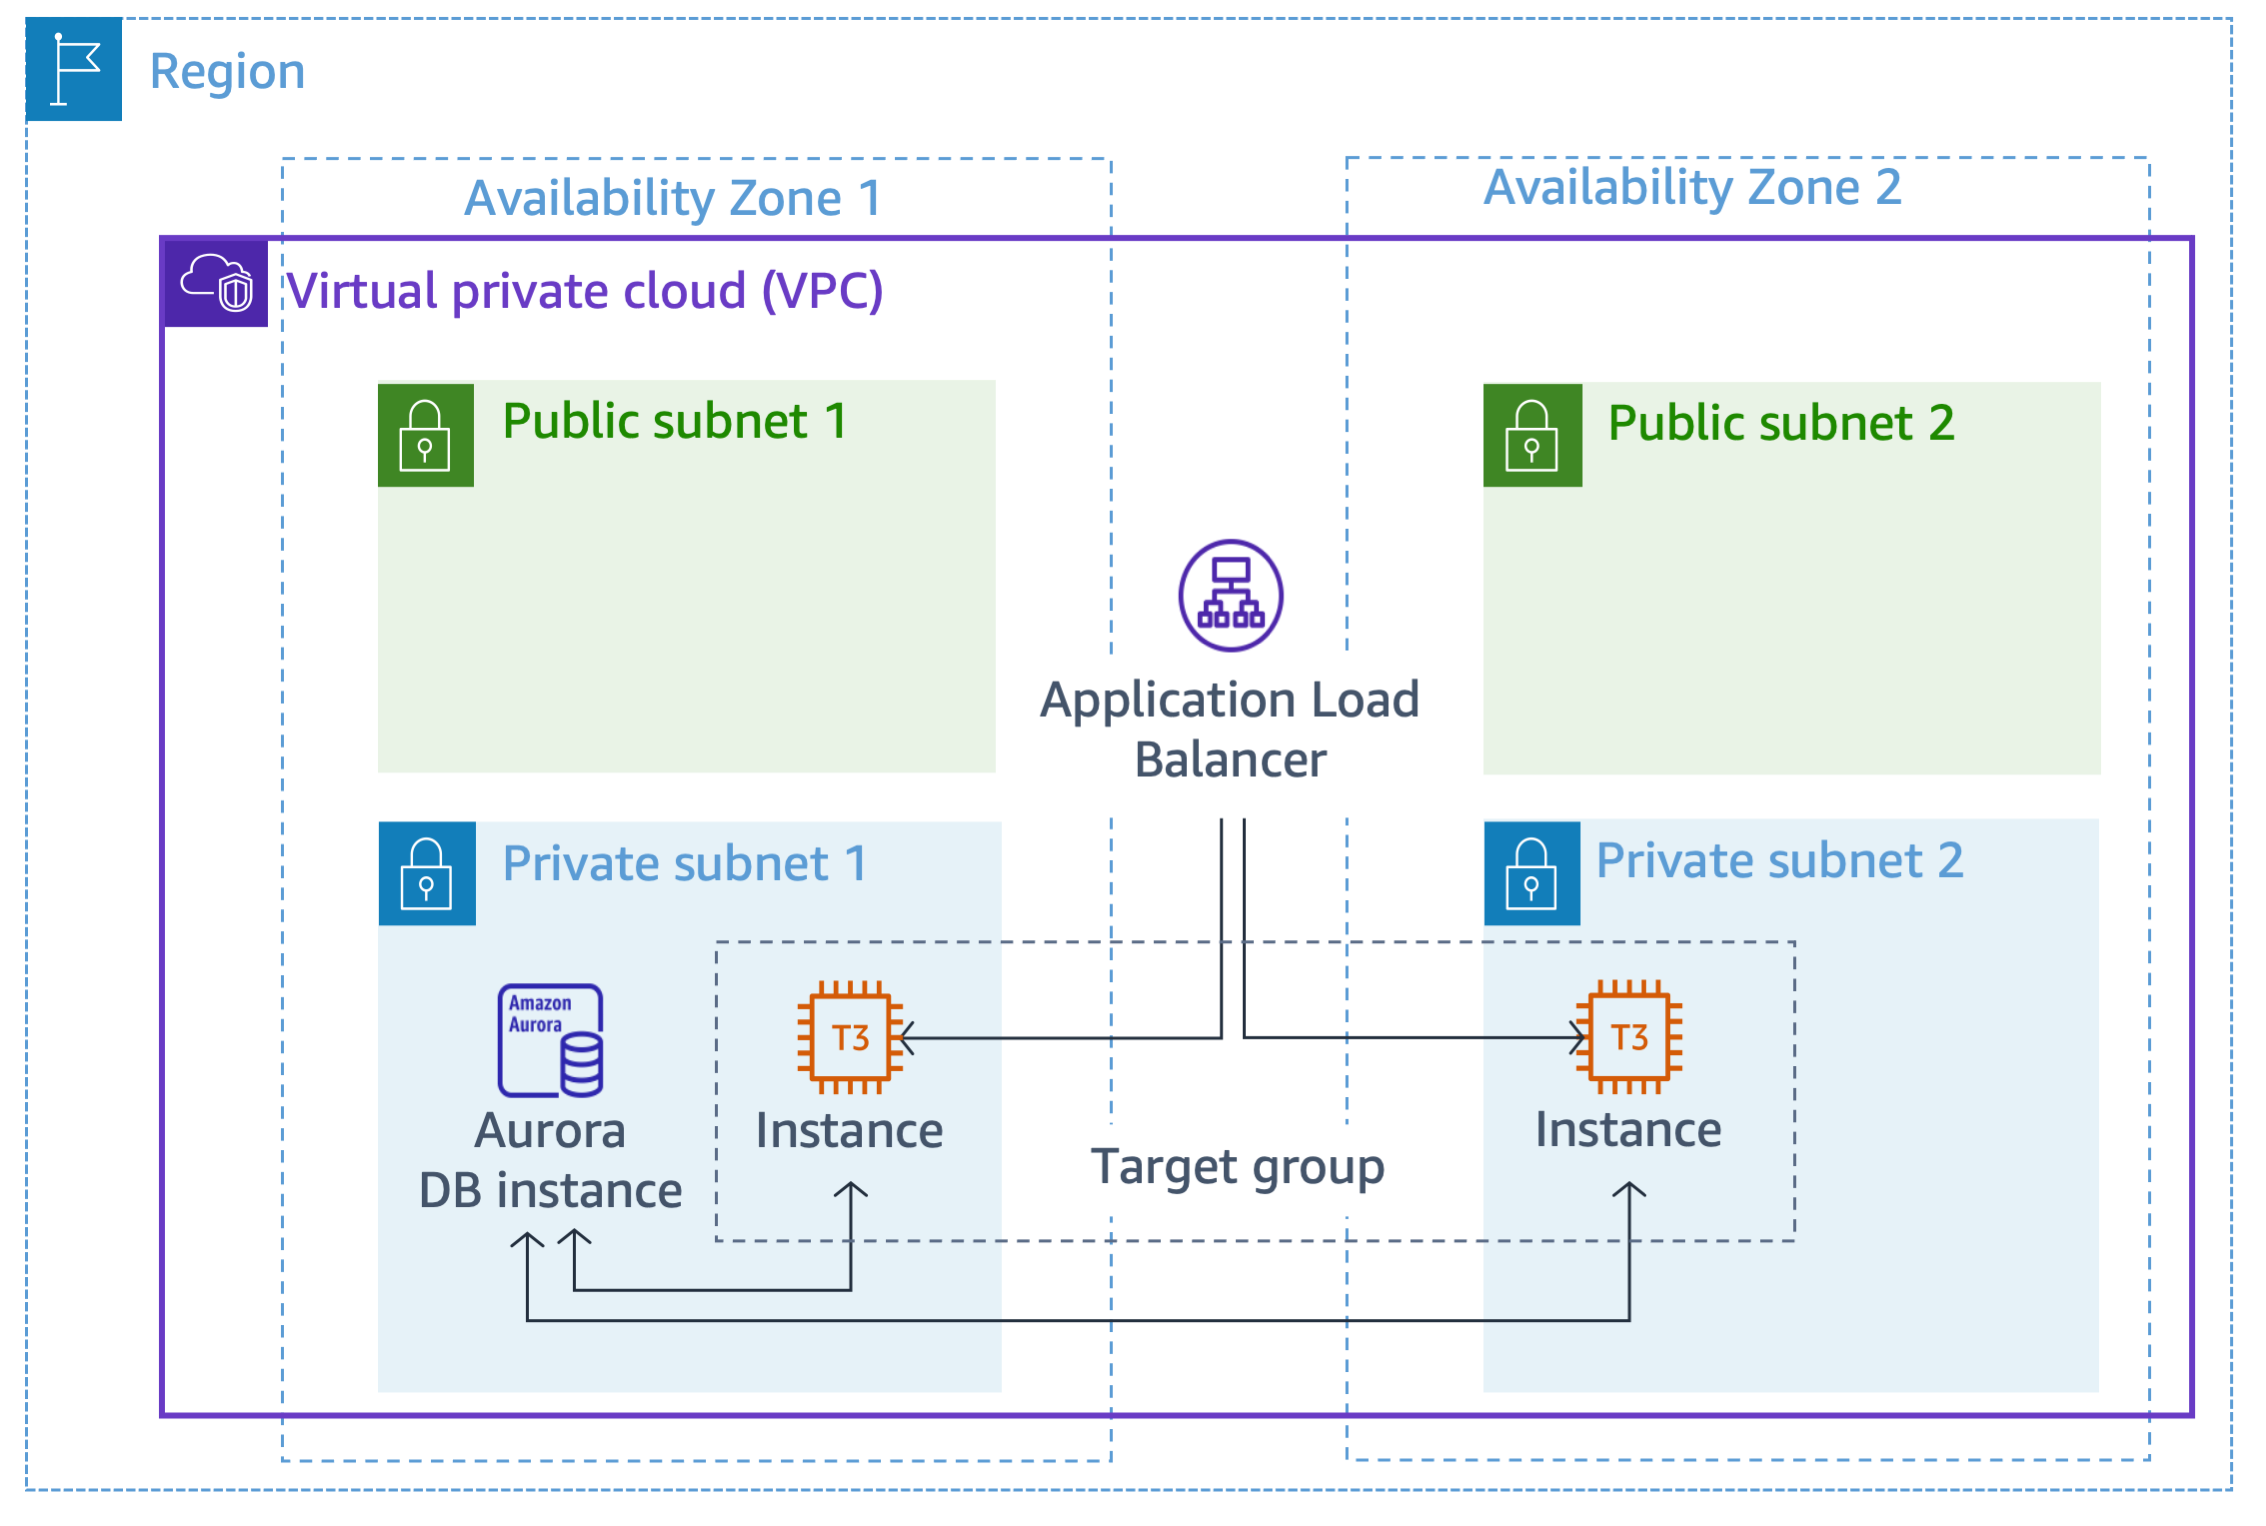 Region
Availability Zone 1
Availability Zone 2
Virtual private cloud (VPC)
Public subnet 1
Public subnet 2
Application Load
Balancer
Private subnet 1
Private subnet 2
Amazon
Aurora
T3
T3
Aurora
DB instance
Instance
Target group
Instance